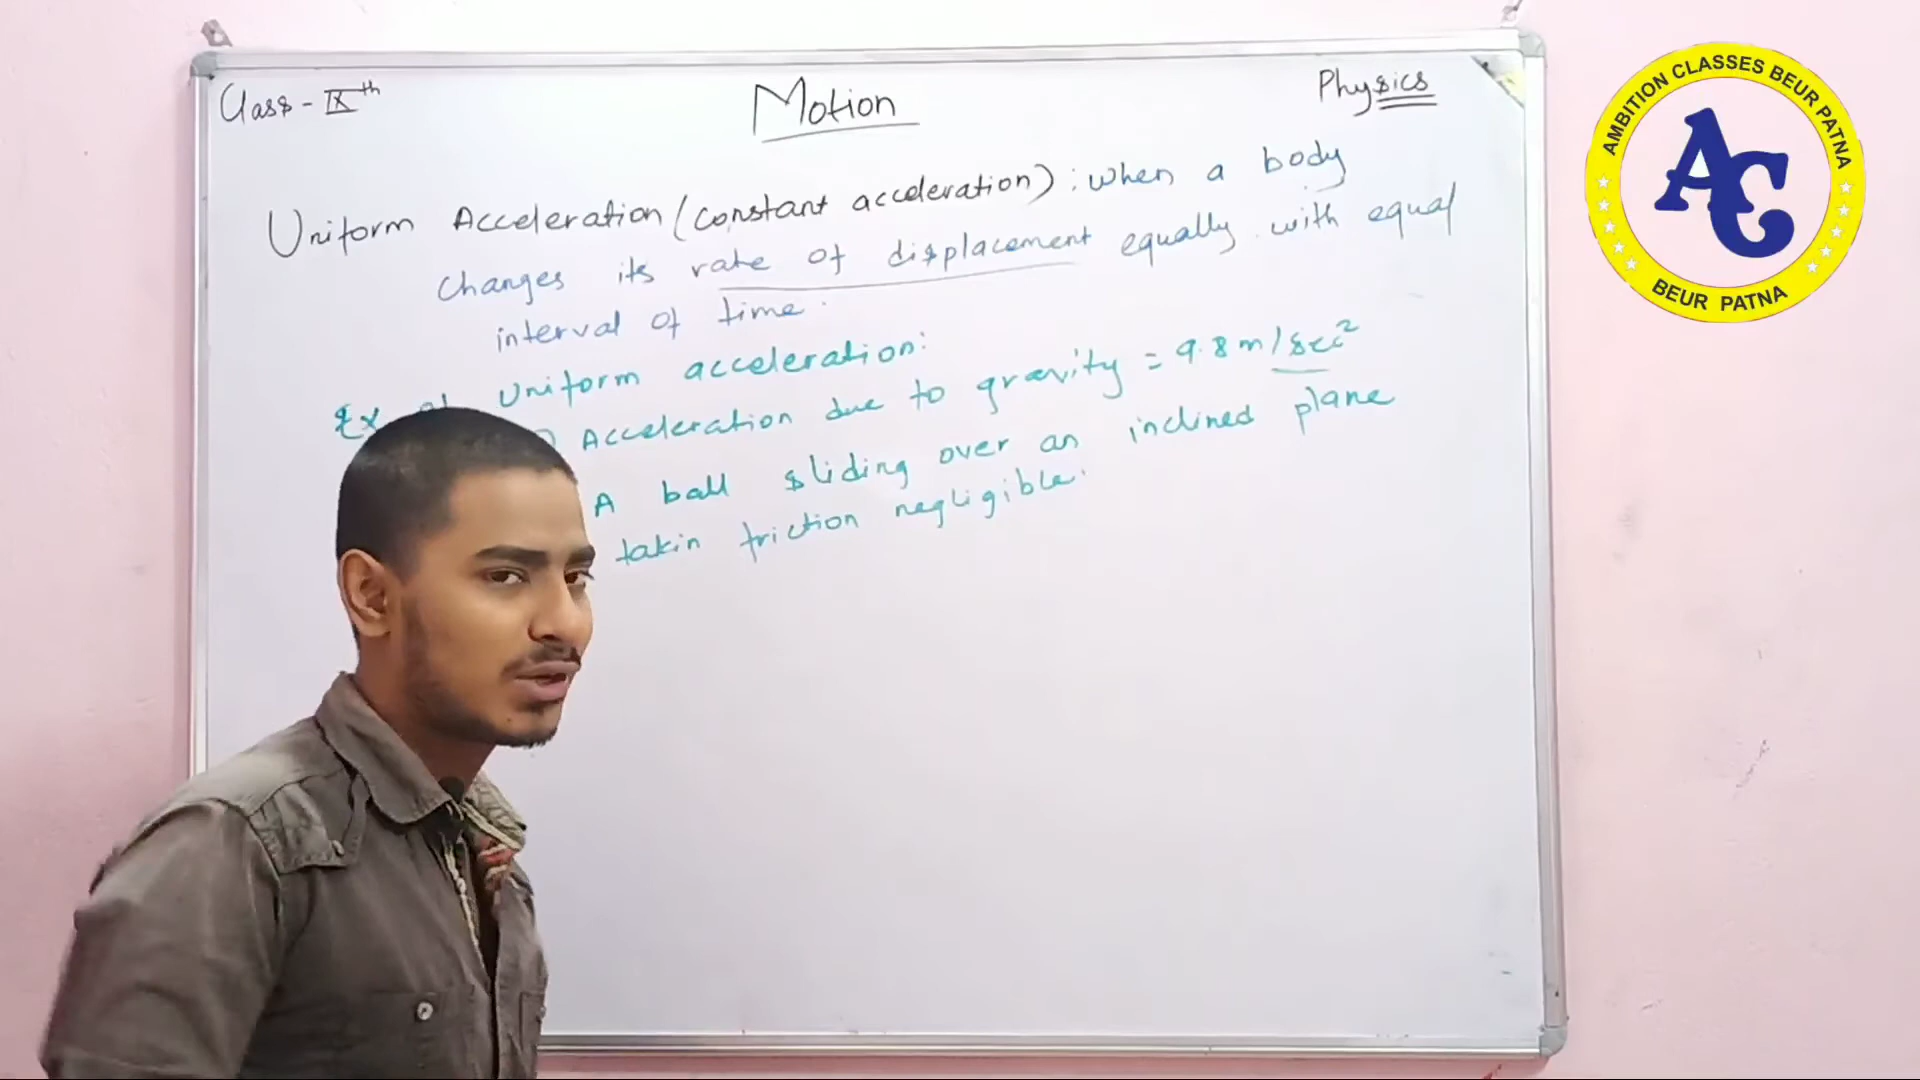 Class - IXth
Motion
Physics
Uniform Acceleration (constant acceleration) : when a body
changes its rate of displacement equally with equal
interval of time.
Ex of uniform acceleration:
Acceleration due to gravity = 9.8 m/sec²
A ball sliding over an inclined plane
takin friction negligible.
AMBITION CLASSES BEUR PATNA
AC
BEUR PATNA